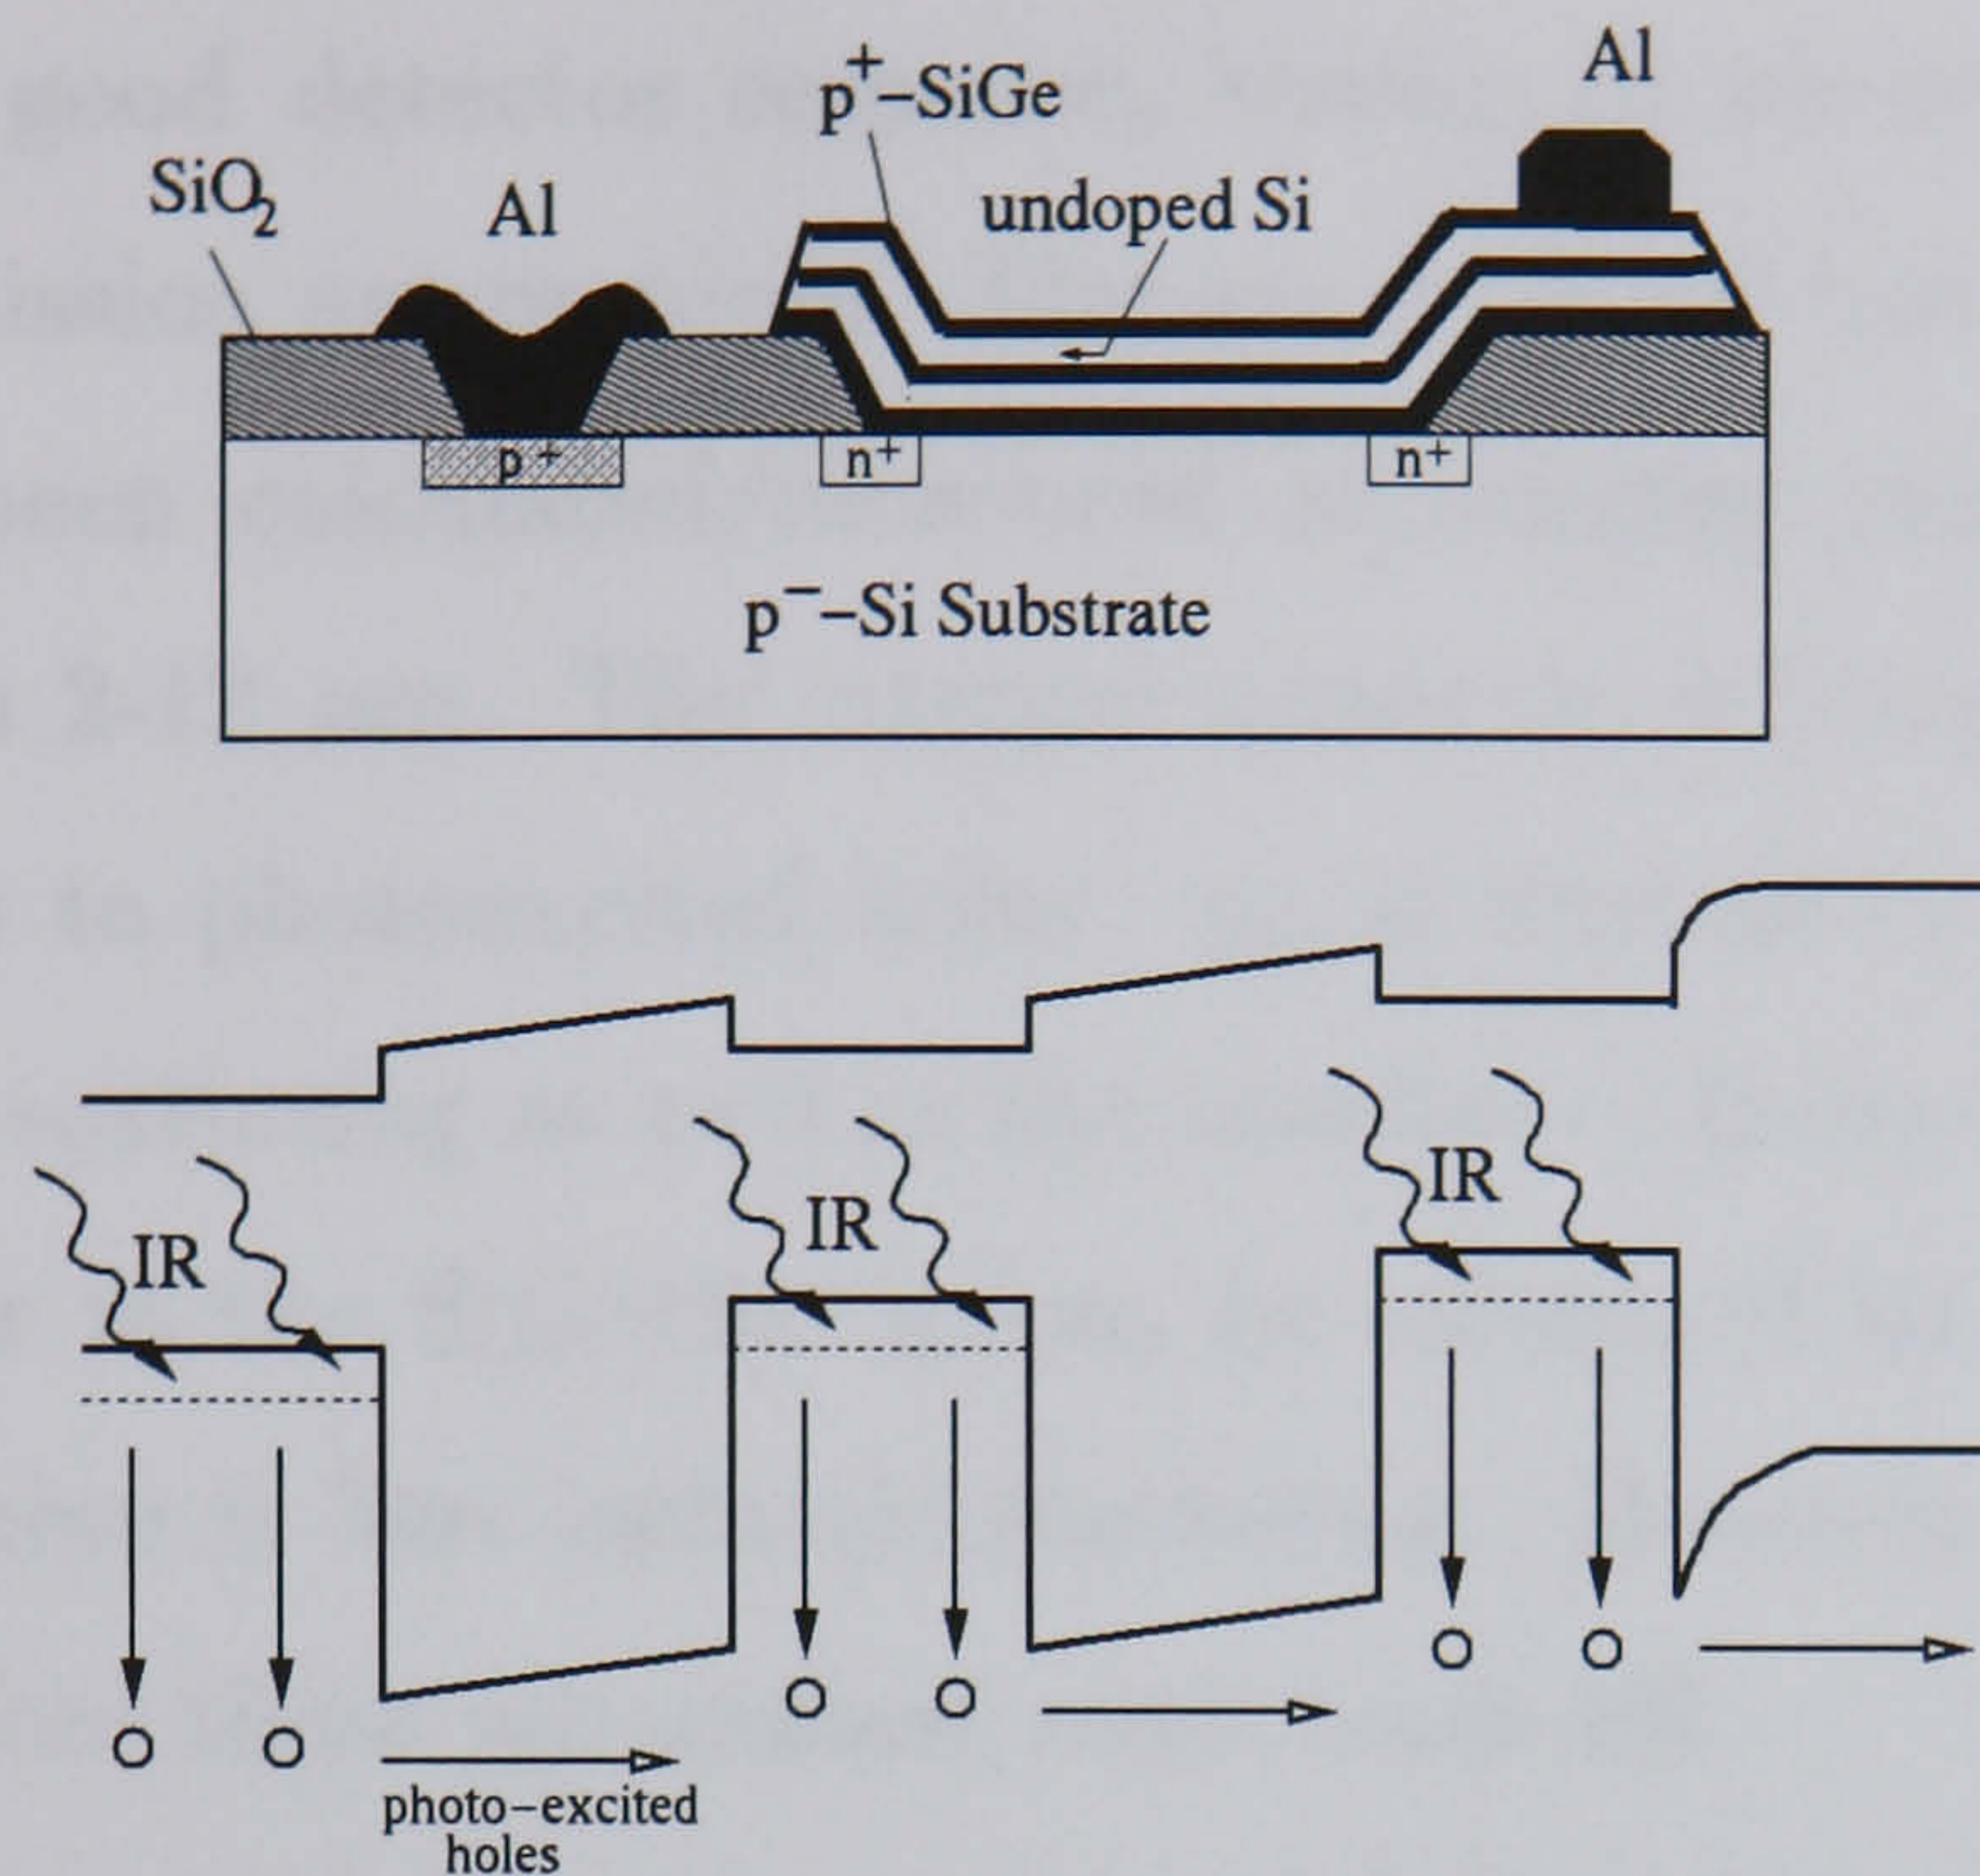 Al
p⁺–SiGe
SiO₂
Al
undoped Si
p⁺
n⁺
n⁺
p⁻–Si Substrate
IR
IR
IR
photo–excited
holes